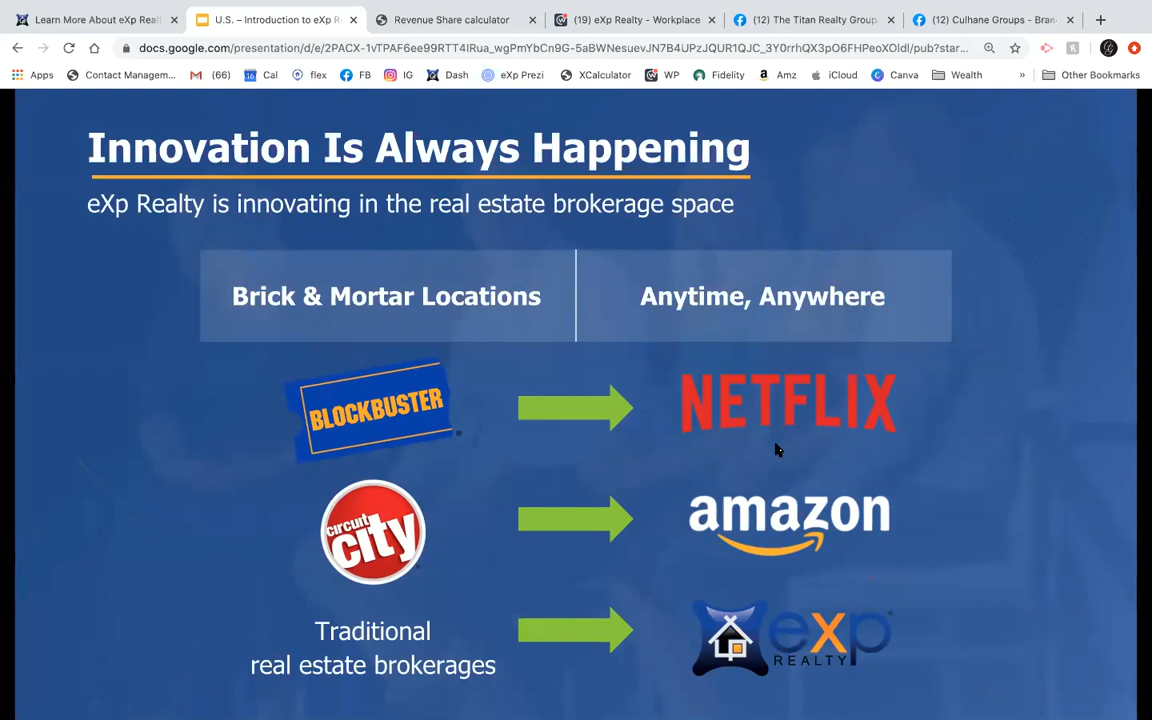 Learn More About eXp Realt
U.S. – Introduction to eXp R
Revenue Share calculator
(19) eXp Realty - Workplace
(12) The Titan Realty Group
(12) Culhane Groups - Bran
docs.google.com/presentation/d/e/2PACX-1vTPAF6ee99RTT4lRua_wgPmYbCn9G-5aBWNesuevJN7B4UPzJQUR1QJC_3Y0rrhQX3pO6FHPeoXOldI/pub?star...
Apps
Contact Managem...
(66)
16
Cal
flex
FB
IG
Dash
eXp Prezi
XCalculator
WP
Fidelity
Amz
iCloud
Canva
Wealth
»
Other Bookmarks
Innovation Is Always Happening
eXp Realty is innovating in the real estate brokerage space
Brick & Mortar Locations
Anytime, Anywhere
BLOCKBUSTER
NETFLIX
circuit
city
amazon
Traditional
real estate brokerages
eXp
REALTY